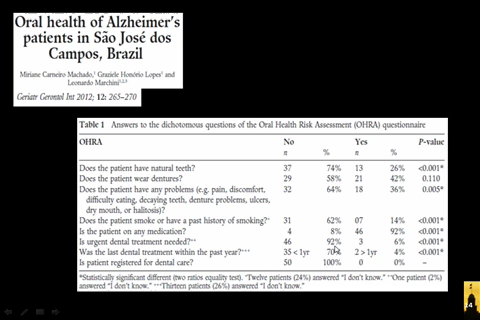 Oral health of Alzheimer's
patients in São José dos
Campos, Brazil
Miriane Carneiro Machado,¹ Graziele Honório Lopes¹ and
Leonardo Marchini¹,²,³
Geriatr Gerontol Int 2012; 12: 265–270
Table 1 Answers to the dichotomous questions of the Oral Health Risk Assessment (OHRA) questionnaire
OHRA No Yes P-value
n % n %
Does the patient have natural teeth? 37 74% 13 26% <0.001*
Does the patient wear dentures? 29 58% 21 42% 0.110
Does the patient have any problems (e.g. pain, discomfort, 32 64% 18 36% 0.005*
difficulty eating, decaying teeth, denture problems, ulcers,
dry mouth, or halitosis)?
Does the patient smoke or have a past history of smoking?⁺ 31 62% 07 14% <0.001*
Is the patient on any medication? 4 8% 46 92% <0.001*
Is urgent dental treatment needed?⁺⁺ 46 92% 3 6% <0.001*
Was the last dental treatment within the past year?⁺⁺⁺ 35 < 1yr 70% 2 > 1yr 4% <0.001*
Is patient registered for dental care? 50 100% 0 0% –
*Statistically significant different (two ratios equality test). ⁺Twelve patients (24%) answered "I don't know." ⁺⁺One patient (2%)
answered "I don't know." ⁺⁺⁺Thirteen patients (26%) answered "I don't know."
14